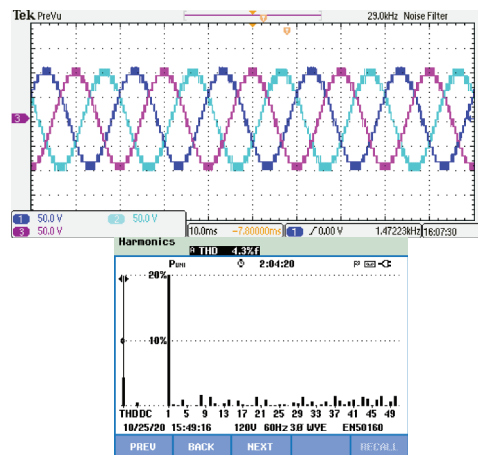 Tek PreVu 29.0kHz Noise Filter
3
1 50.0 V 2 50.0 V
3 50.0 V 10.0ms -7.80000ms 1 0.00 V 1.47223kHz 16:07:30
Harmonics
A THD 4.3%f
PUNI 2:04:20
20%
10%
THDDC 1 5 9 13 17 21 25 29 33 37 41 45 49
10/25/20 15:49:16 120V 60Hz 3Ø WYE EN50160
PREV BACK NEXT RECALL